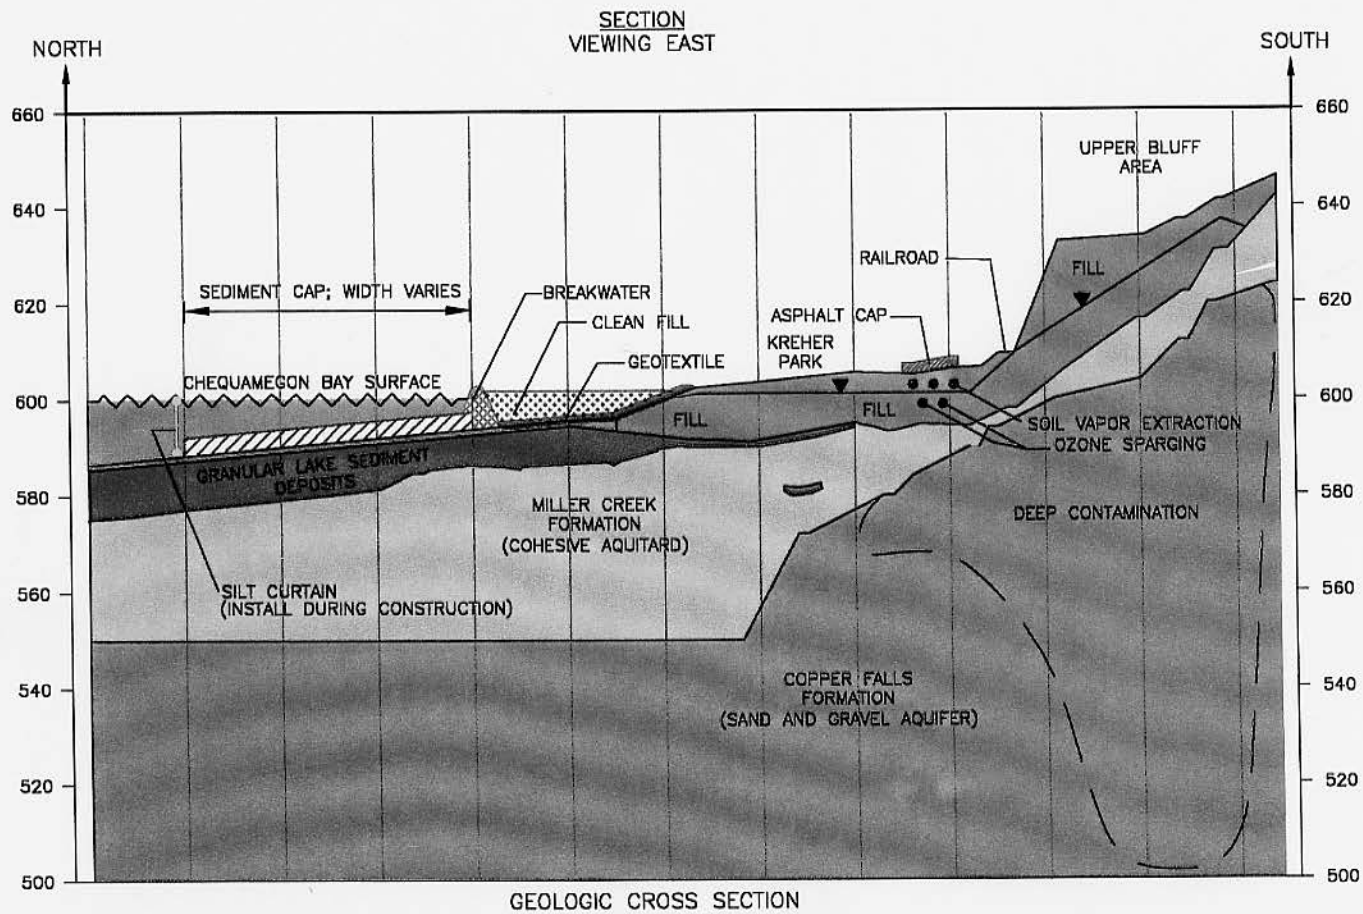 SECTION
VIEWING EAST
NORTH
SOUTH
660
660
UPPER BLUFF
AREA
640
640
RAILROAD
FILL
SEDIMENT CAP; WIDTH VARIES
BREAKWATER
620
620
ASPHALT CAP
CLEAN FILL
KREHER
PARK
GEOTEXTILE
CHEQUAMEGON BAY SURFACE
600
600
FILL
FILL
SOIL VAPOR EXTRACTION
OZONE SPARGING
GRANULAR LAKE SEDIMENT
DEPOSITS
580
580
MILLER CREEK
FORMATION
(COHESIVE AQUITARD)
DEEP CONTAMINATION
SILT CURTAIN
(INSTALL DURING CONSTRUCTION)
560
560
540
540
COPPER FALLS
FORMATION
(SAND AND GRAVEL AQUIFER)
520
520
500
500
GEOLOGIC CROSS SECTION